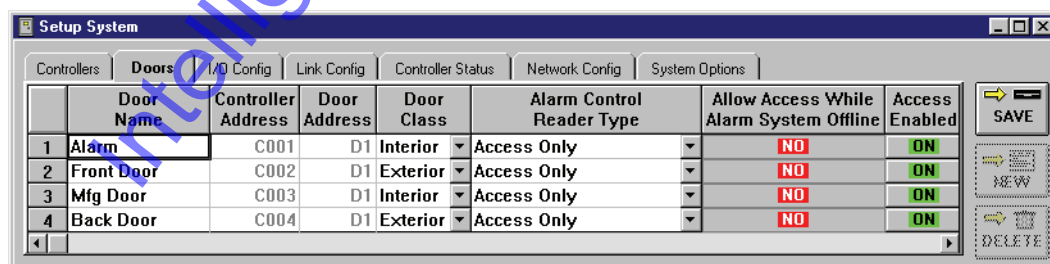 Setup System
Controllers Doors I/O Config Link Config Controller Status Network Config System Options
Door Name Controller Address Door Address Door Class Alarm Control Reader Type Allow Access While Alarm System Offline Access Enabled
1 Alarm C001 D1 Interior Access Only NO ON
2 Front Door C002 D1 Exterior Access Only NO ON
3 Mfg Door C003 D1 Interior Access Only NO ON
4 Back Door C004 D1 Exterior Access Only NO ON
SAVE
NEW
DELETE
Intellig